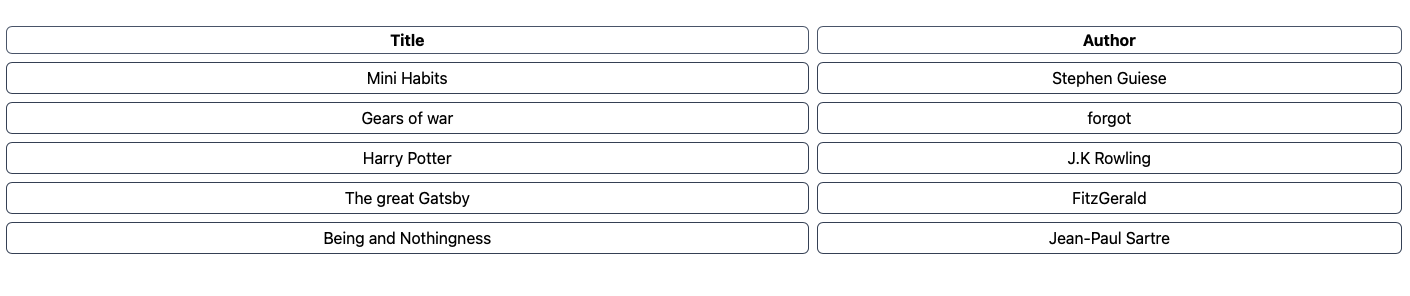 Title Author
Mini Habits Stephen Guiese
Gears of war forgot
Harry Potter J.K Rowling
The great Gatsby FitzGerald
Being and Nothingness Jean-Paul Sartre